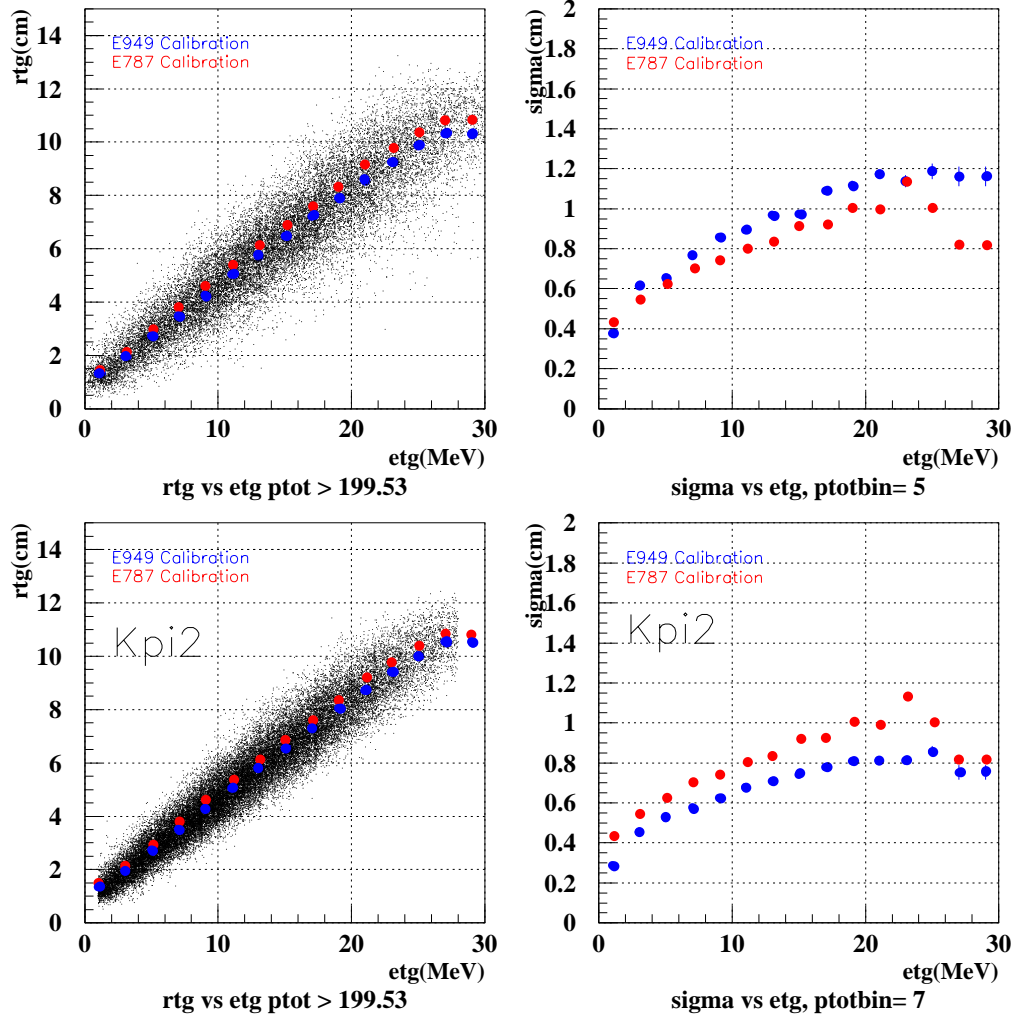 rtg(cm)
14
12
10
8
6
4
2
0
E949 Calibration
E787 Calibration
0 10 20 30
etg(MeV)
rtg vs etg ptot > 199.53
sigma(cm)
2
1.8
1.6
1.4
1.2
1
0.8
0.6
0.4
0.2
0
E949 Calibration
E787 Calibration
0 10 20 30
etg(MeV)
sigma vs etg, ptotbin= 5
rtg(cm)
14
12
10
8
6
4
2
0
E949 Calibration
E787 Calibration
Kpi2
0 10 20 30
etg(MeV)
rtg vs etg ptot > 199.53
sigma(cm)
2
1.8
1.6
1.4
1.2
1
0.8
0.6
0.4
0.2
0
E949 Calibration
E787 Calibration
Kpi2
0 10 20 30
etg(MeV)
sigma vs etg, ptotbin= 7